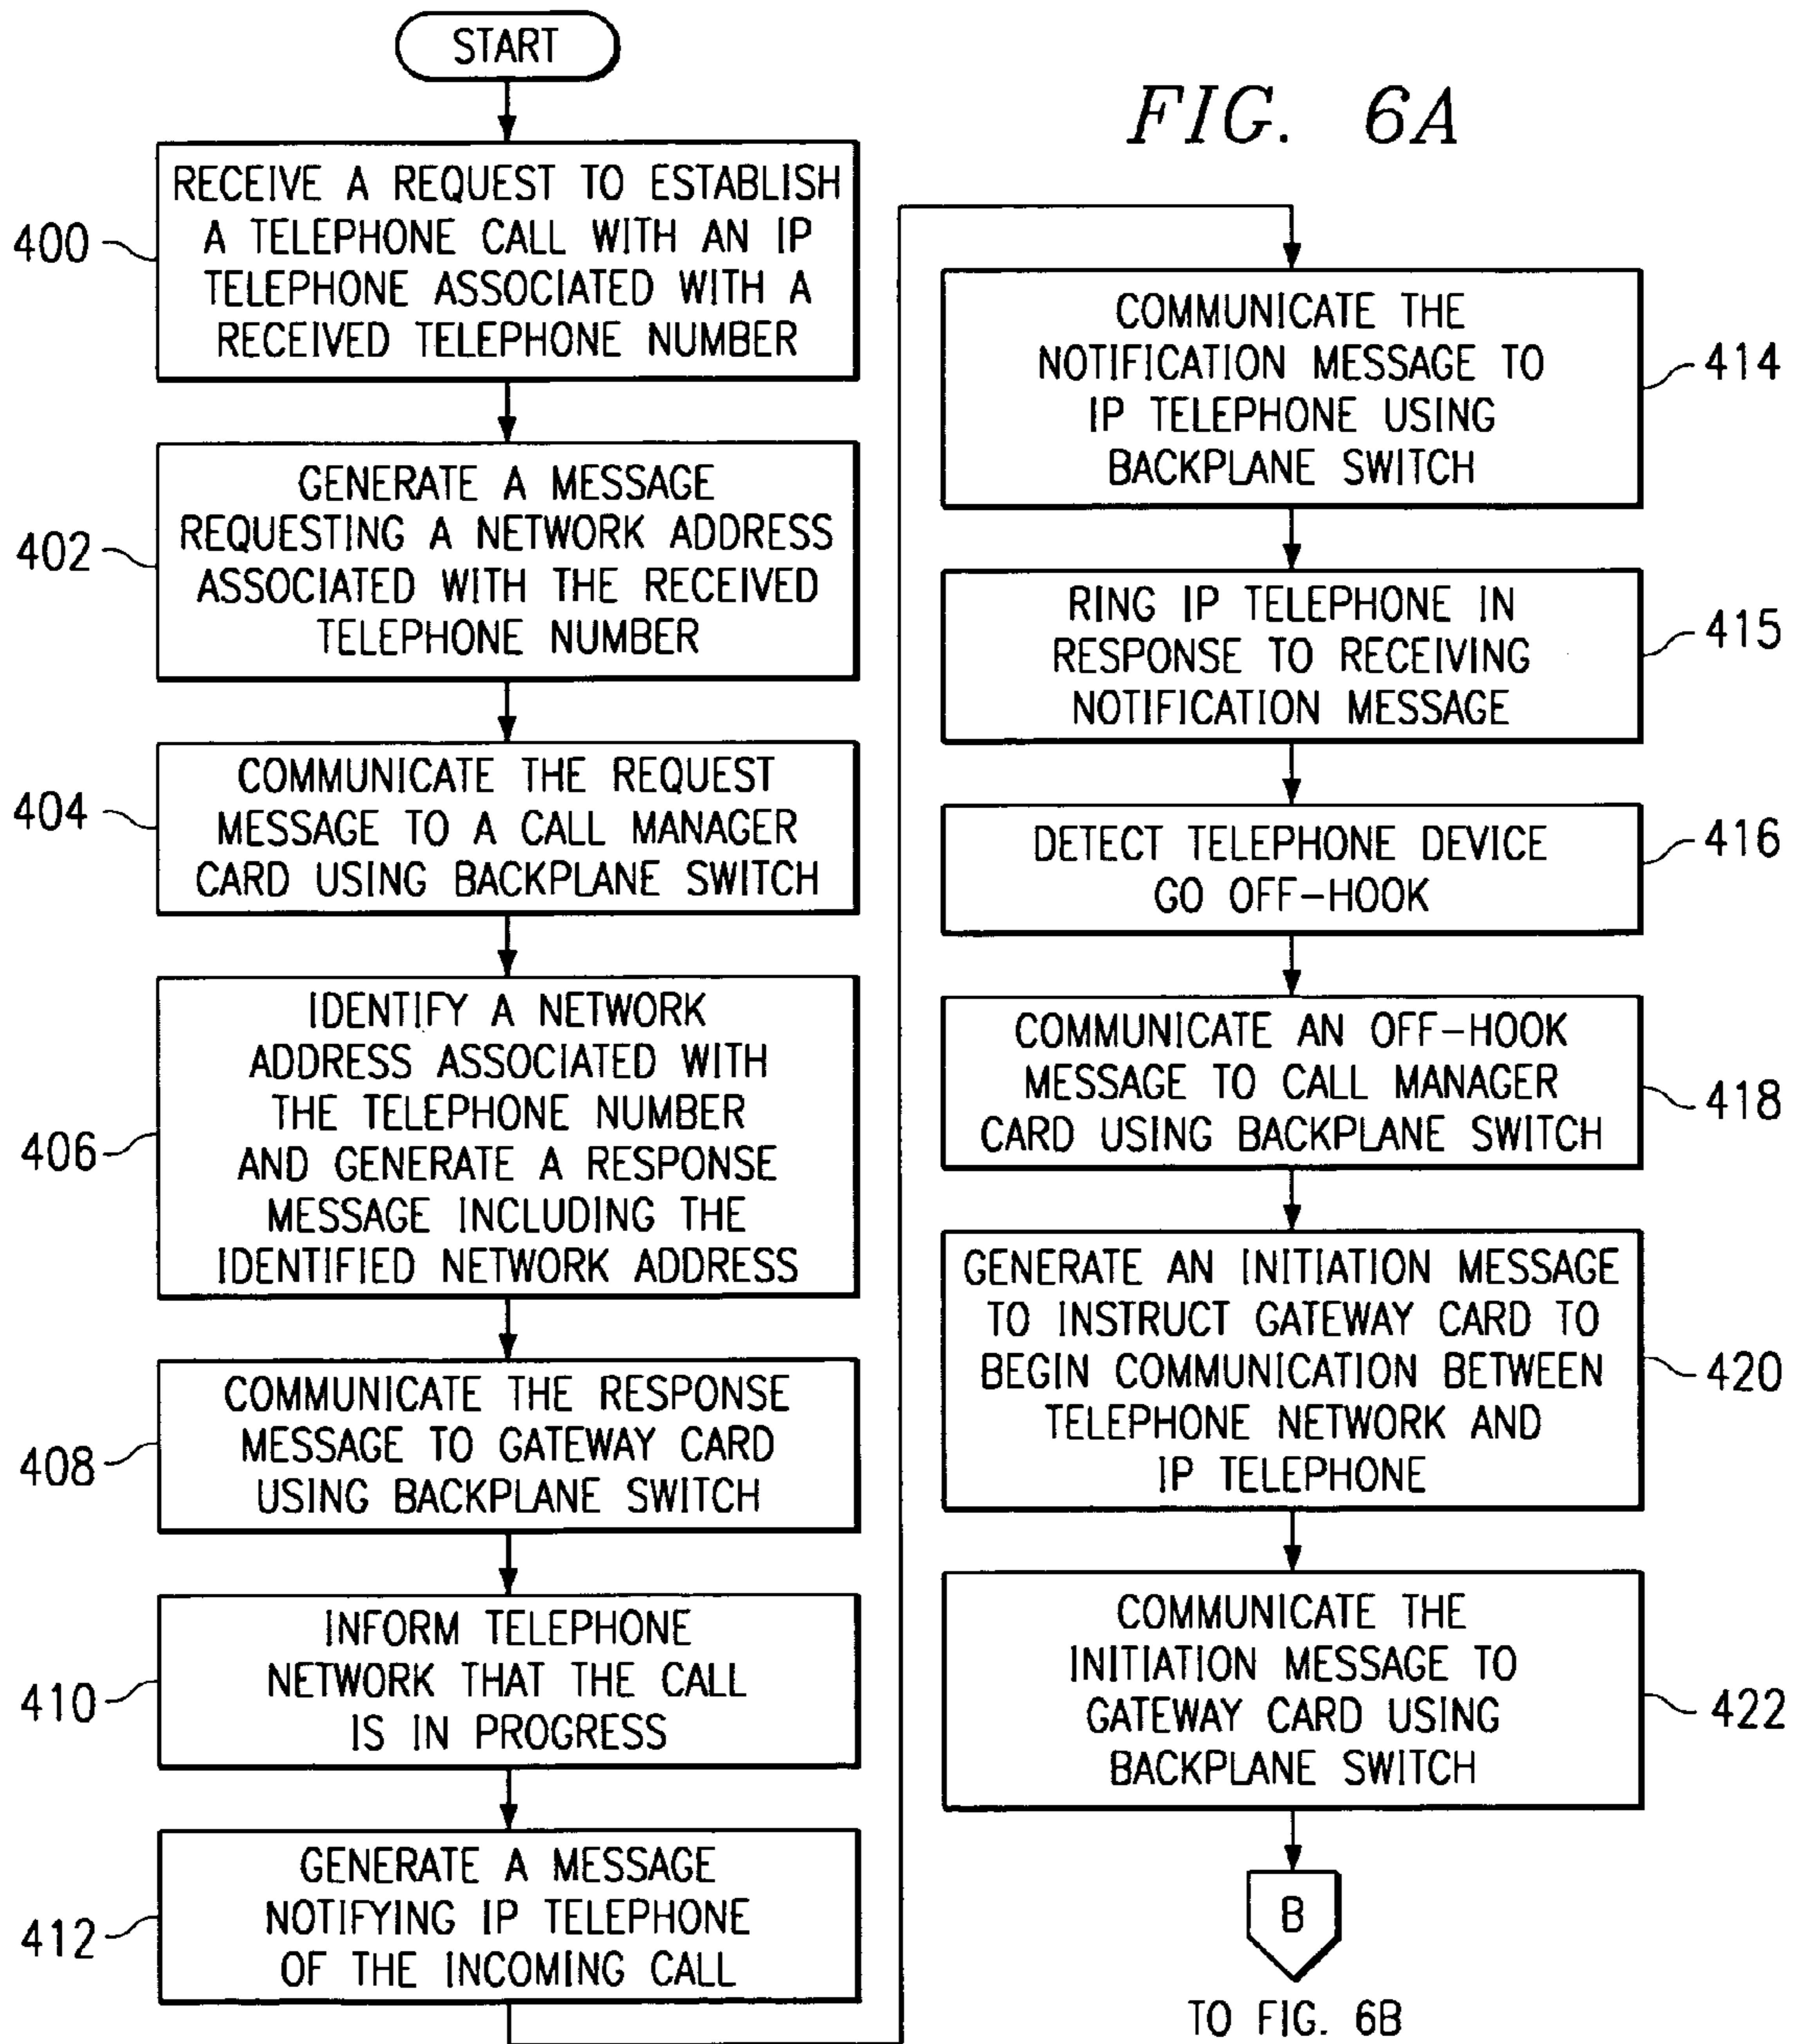 START
FIG. 6A
400
RECEIVE A REQUEST TO ESTABLISH
A TELEPHONE CALL WITH AN IP
TELEPHONE ASSOCIATED WITH A
RECEIVED TELEPHONE NUMBER
402
GENERATE A MESSAGE
REQUESTING A NETWORK ADDRESS
ASSOCIATED WITH THE RECEIVED
TELEPHONE NUMBER
404
COMMUNICATE THE REQUEST
MESSAGE TO A CALL MANAGER
CARD USING BACKPLANE SWITCH
406
IDENTIFY A NETWORK
ADDRESS ASSOCIATED WITH
THE TELEPHONE NUMBER
AND GENERATE A RESPONSE
MESSAGE INCLUDING THE
IDENTIFIED NETWORK ADDRESS
408
COMMUNICATE THE RESPONSE
MESSAGE TO GATEWAY CARD
USING BACKPLANE SWITCH
410
INFORM TELEPHONE
NETWORK THAT THE CALL
IS IN PROGRESS
412
GENERATE A MESSAGE
NOTIFYING IP TELEPHONE
OF THE INCOMING CALL
COMMUNICATE THE
NOTIFICATION MESSAGE TO
IP TELEPHONE USING
BACKPLANE SWITCH
414
RING IP TELEPHONE IN
RESPONSE TO RECEIVING
NOTIFICATION MESSAGE
415
DETECT TELEPHONE DEVICE
GO OFF-HOOK
416
COMMUNICATE AN OFF-HOOK
MESSAGE TO CALL MANAGER
CARD USING BACKPLANE SWITCH
418
GENERATE AN INITIATION MESSAGE
TO INSTRUCT GATEWAY CARD TO
BEGIN COMMUNICATION BETWEEN
TELEPHONE NETWORK AND
IP TELEPHONE
420
COMMUNICATE THE
INITIATION MESSAGE TO
GATEWAY CARD USING
BACKPLANE SWITCH
422
B
TO FIG. 6B